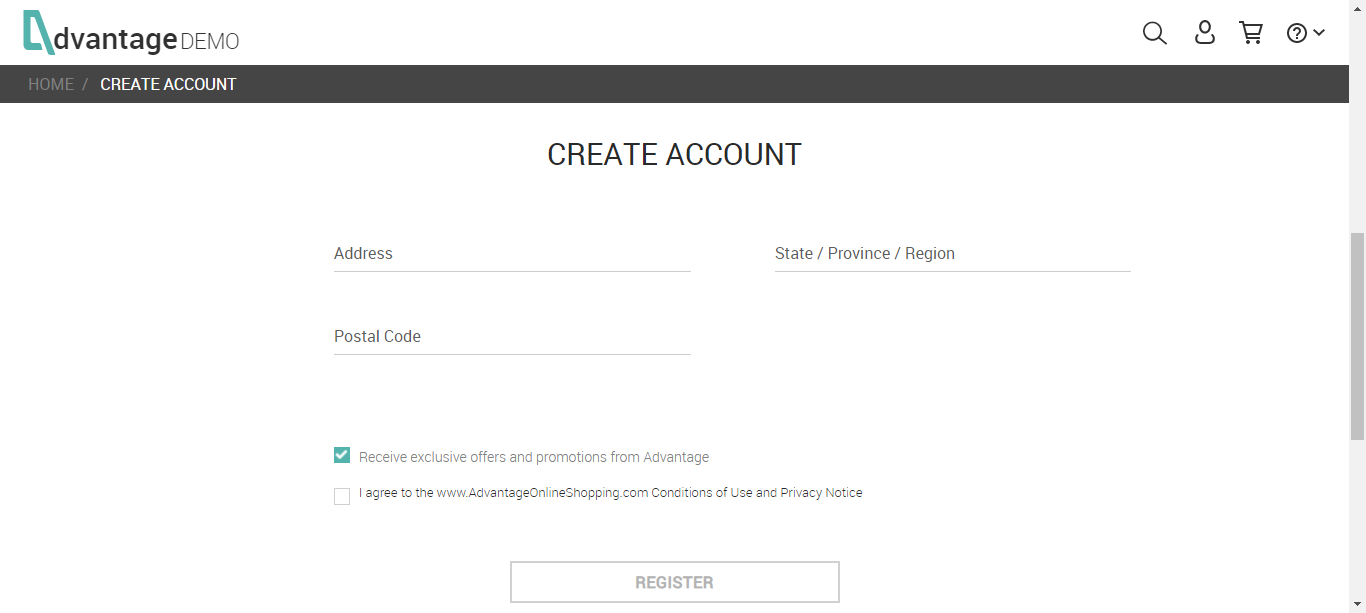 dvantage DEMO
HOME / CREATE ACCOUNT
CREATE ACCOUNT
Address
State / Province / Region
Postal Code
Receive exclusive offers and promotions from Advantage
I agree to the www.AdvantageOnlineShopping.com Conditions of Use and Privacy Notice
REGISTER